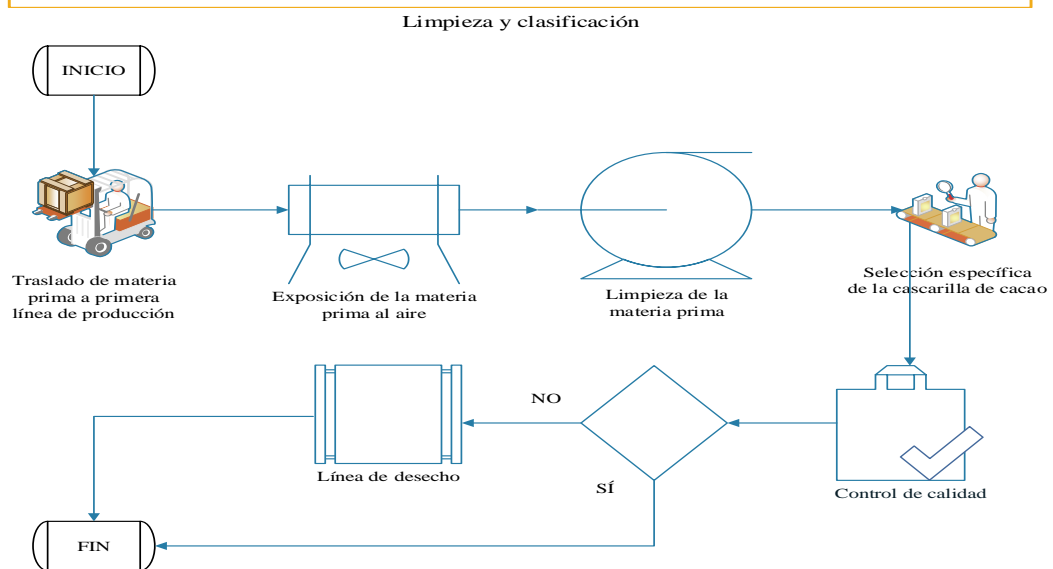 Limpieza y clasificación
INICIO
Traslado de materia
prima a primera
línea de producción
Exposición de la materia
prima al aire
Limpieza de la
materia prima
Selección específica
de la cascarilla de cacao
NO
Línea de desecho
SÍ
Control de calidad
FIN